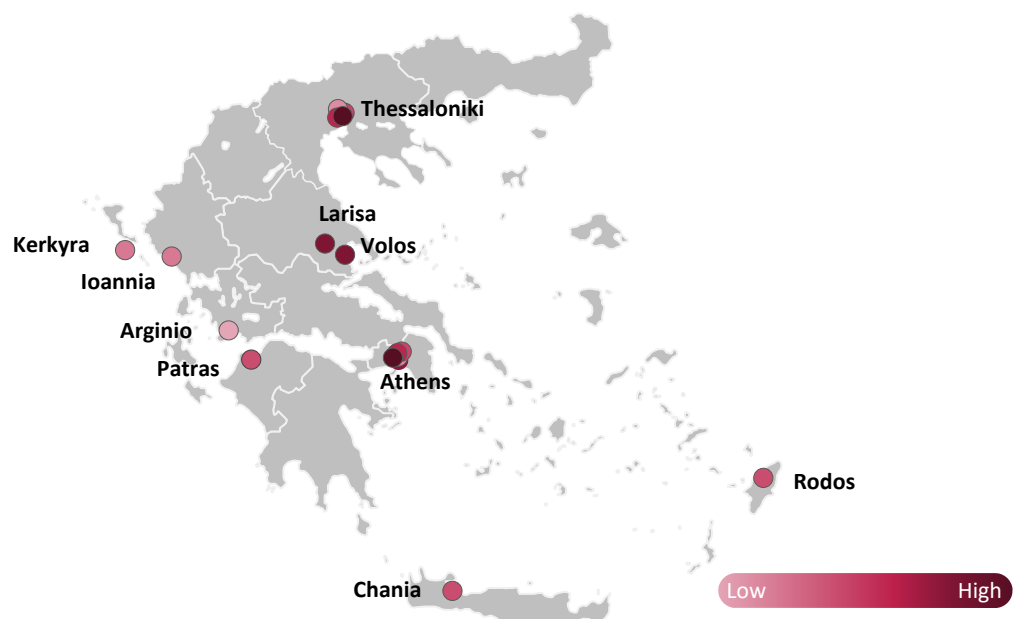 Thessaloniki
Larisa
Kerkyra
Volos
Ioannia
Arginio
Patras
Athens
Rodos
Chania
Low
High